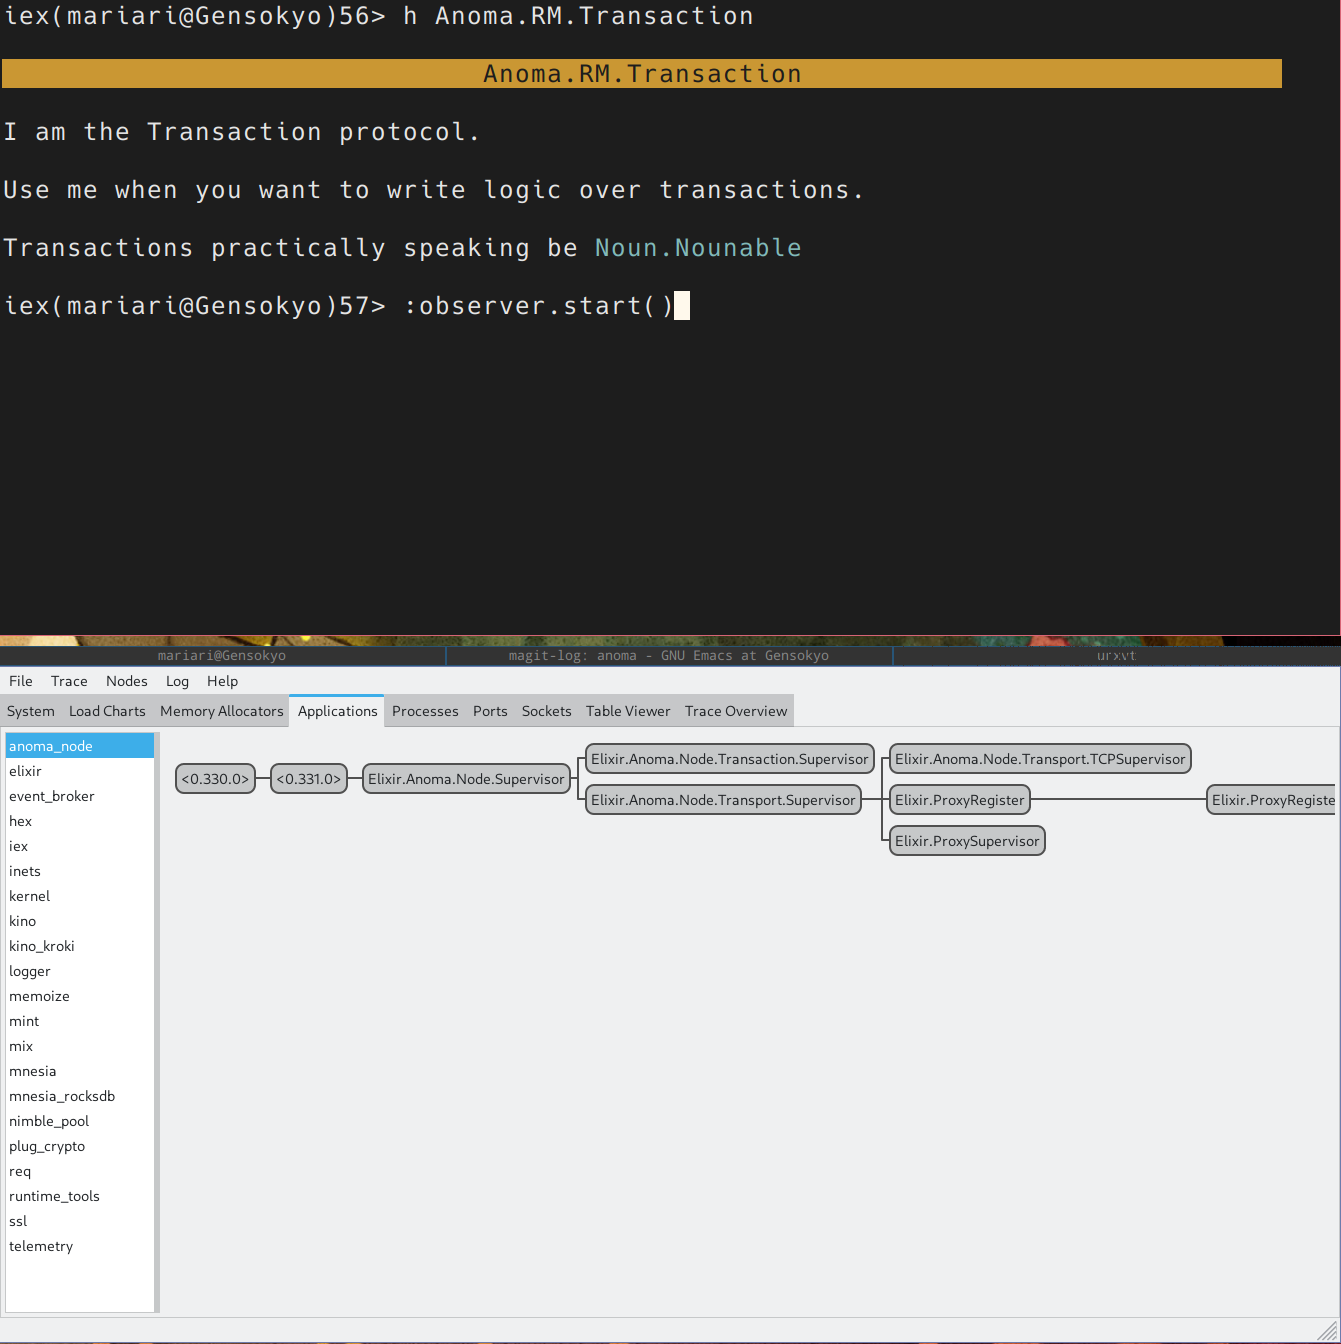 iex(mariari@Gensokyo)56> h Anoma.RM.Transaction
Anoma.RM.Transaction
I am the Transaction protocol.
Use me when you want to write logic over transactions.
Transactions practically speaking be Noun.Nounable
iex(mariari@Gensokyo)57> :observer.start()
mariari@Gensokyo magit-log: anoma - GNU Emacs at Gensokyo urxvt
File Trace Nodes Log Help
System Load Charts Memory Allocators Applications Processes Ports Sockets Table Viewer Trace Overview
anoma_node
elixir
event_broker
hex
iex
inets
kernel
kino
kino_kroki
logger
memoize
mint
mix
mnesia
mnesia_rocksdb
nimble_pool
plug_crypto
req
runtime_tools
ssl
telemetry
<0.330.0>
<0.331.0>
Elixir.Anoma.Node.Supervisor
Elixir.Anoma.Node.Transaction.Supervisor
Elixir.Anoma.Node.Transport.Supervisor
Elixir.Anoma.Node.Transport.TCPSupervisor
Elixir.ProxyRegister
Elixir.ProxySupervisor
Elixir.ProxyRegiste